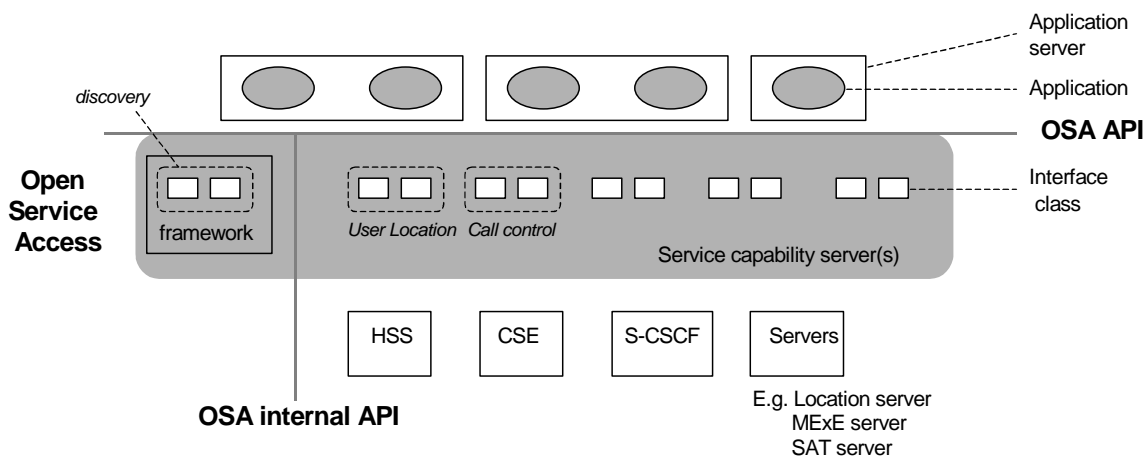 Application
server
discovery
Application
OSA API
Open
Service
Access
Interface
class
framework
User Location
Call control
Service capability server(s)
HSS
CSE
S-CSCF
Servers
OSA internal API
E.g. Location server
MExE server
SAT server